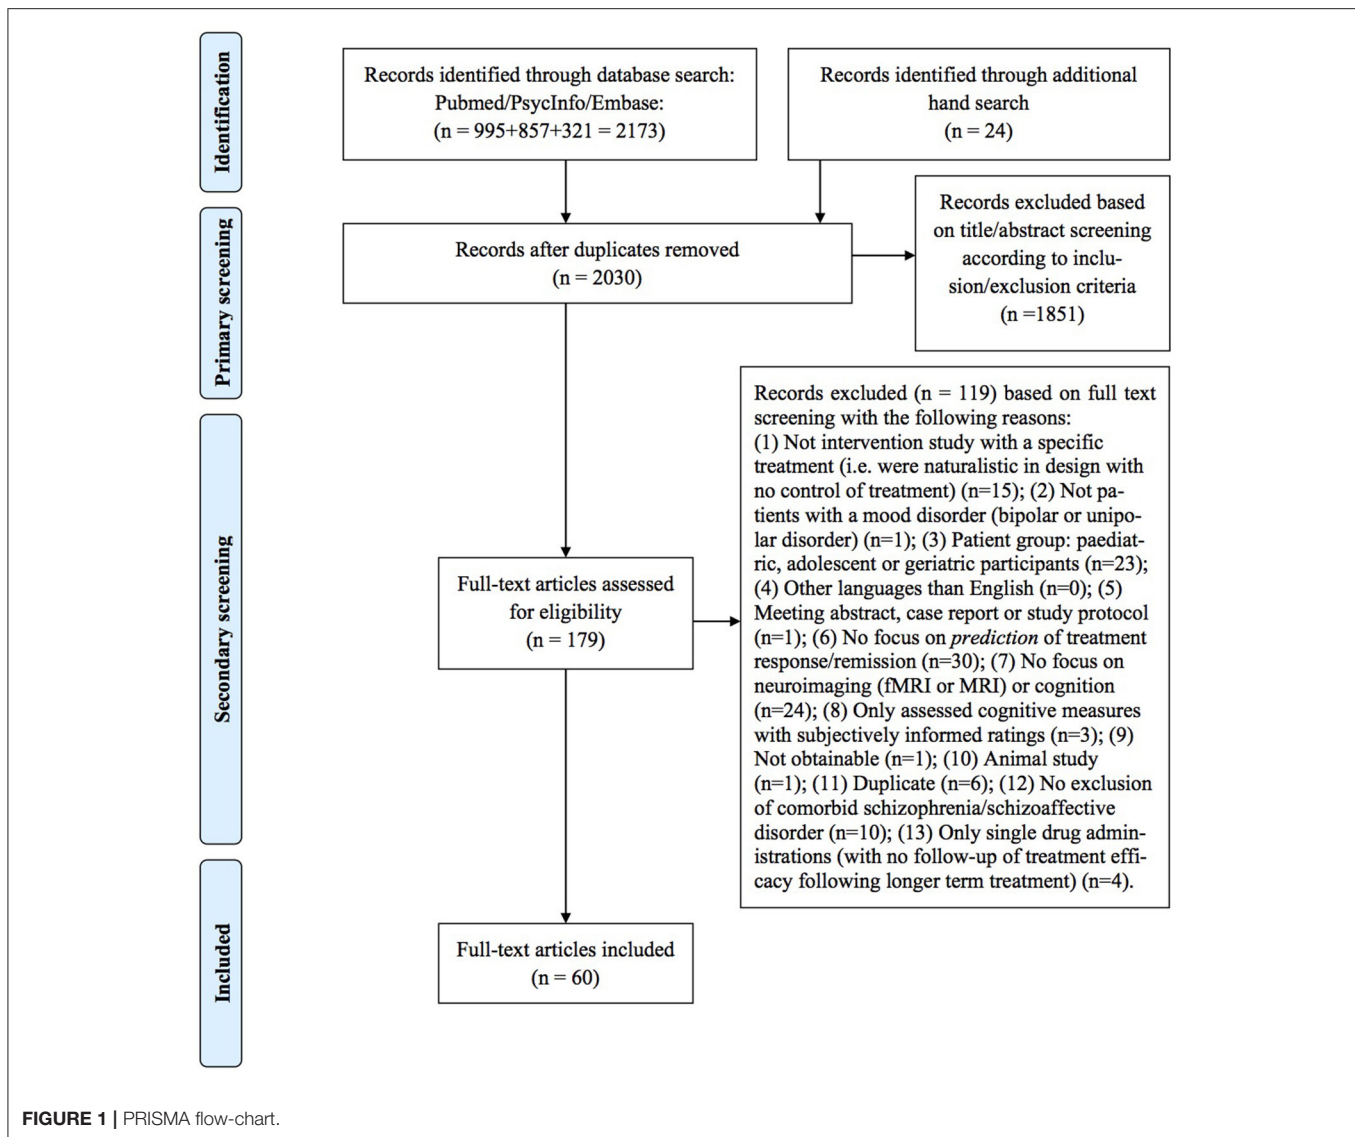 Identification
Records identified through database search:
Pubmed/PsycInfo/Embase:
(n = 995+857+321 = 2173)
Records identified through additional
hand search
(n = 24)
Primary screening
Records after duplicates removed
(n = 2030)
Records excluded based
on title/abstract screening
according to inclu-
sion/exclusion criteria
(n =1851)
Secondary screening
Full-text articles assessed
for eligibility
(n = 179)
Records excluded (n = 119) based on full text
screening with the following reasons:
(1) Not intervention study with a specific
treatment (i.e. were naturalistic in design with
no control of treatment) (n=15); (2) Not pa-
tients with a mood disorder (bipolar or unipo-
lar disorder) (n=1); (3) Patient group: paediat-
ric, adolescent or geriatric participants (n=23);
(4) Other languages than English (n=0); (5)
Meeting abstract, case report or study protocol
(n=1); (6) No focus on prediction of treatment
response/remission (n=30); (7) No focus on
neuroimaging (fMRI or MRI) or cognition
(n=24); (8) Only assessed cognitive measures
with subjectively informed ratings (n=3); (9)
Not obtainable (n=1); (10) Animal study
(n=1); (11) Duplicate (n=6); (12) No exclusion
of comorbid schizophrenia/schizoaffective
disorder (n=10); (13) Only single drug admin-
istrations (with no follow-up of treatment effi-
cacy following longer term treatment) (n=4).
Included
Full-text articles included
(n = 60)
FIGURE 1 | PRISMA flow-chart.